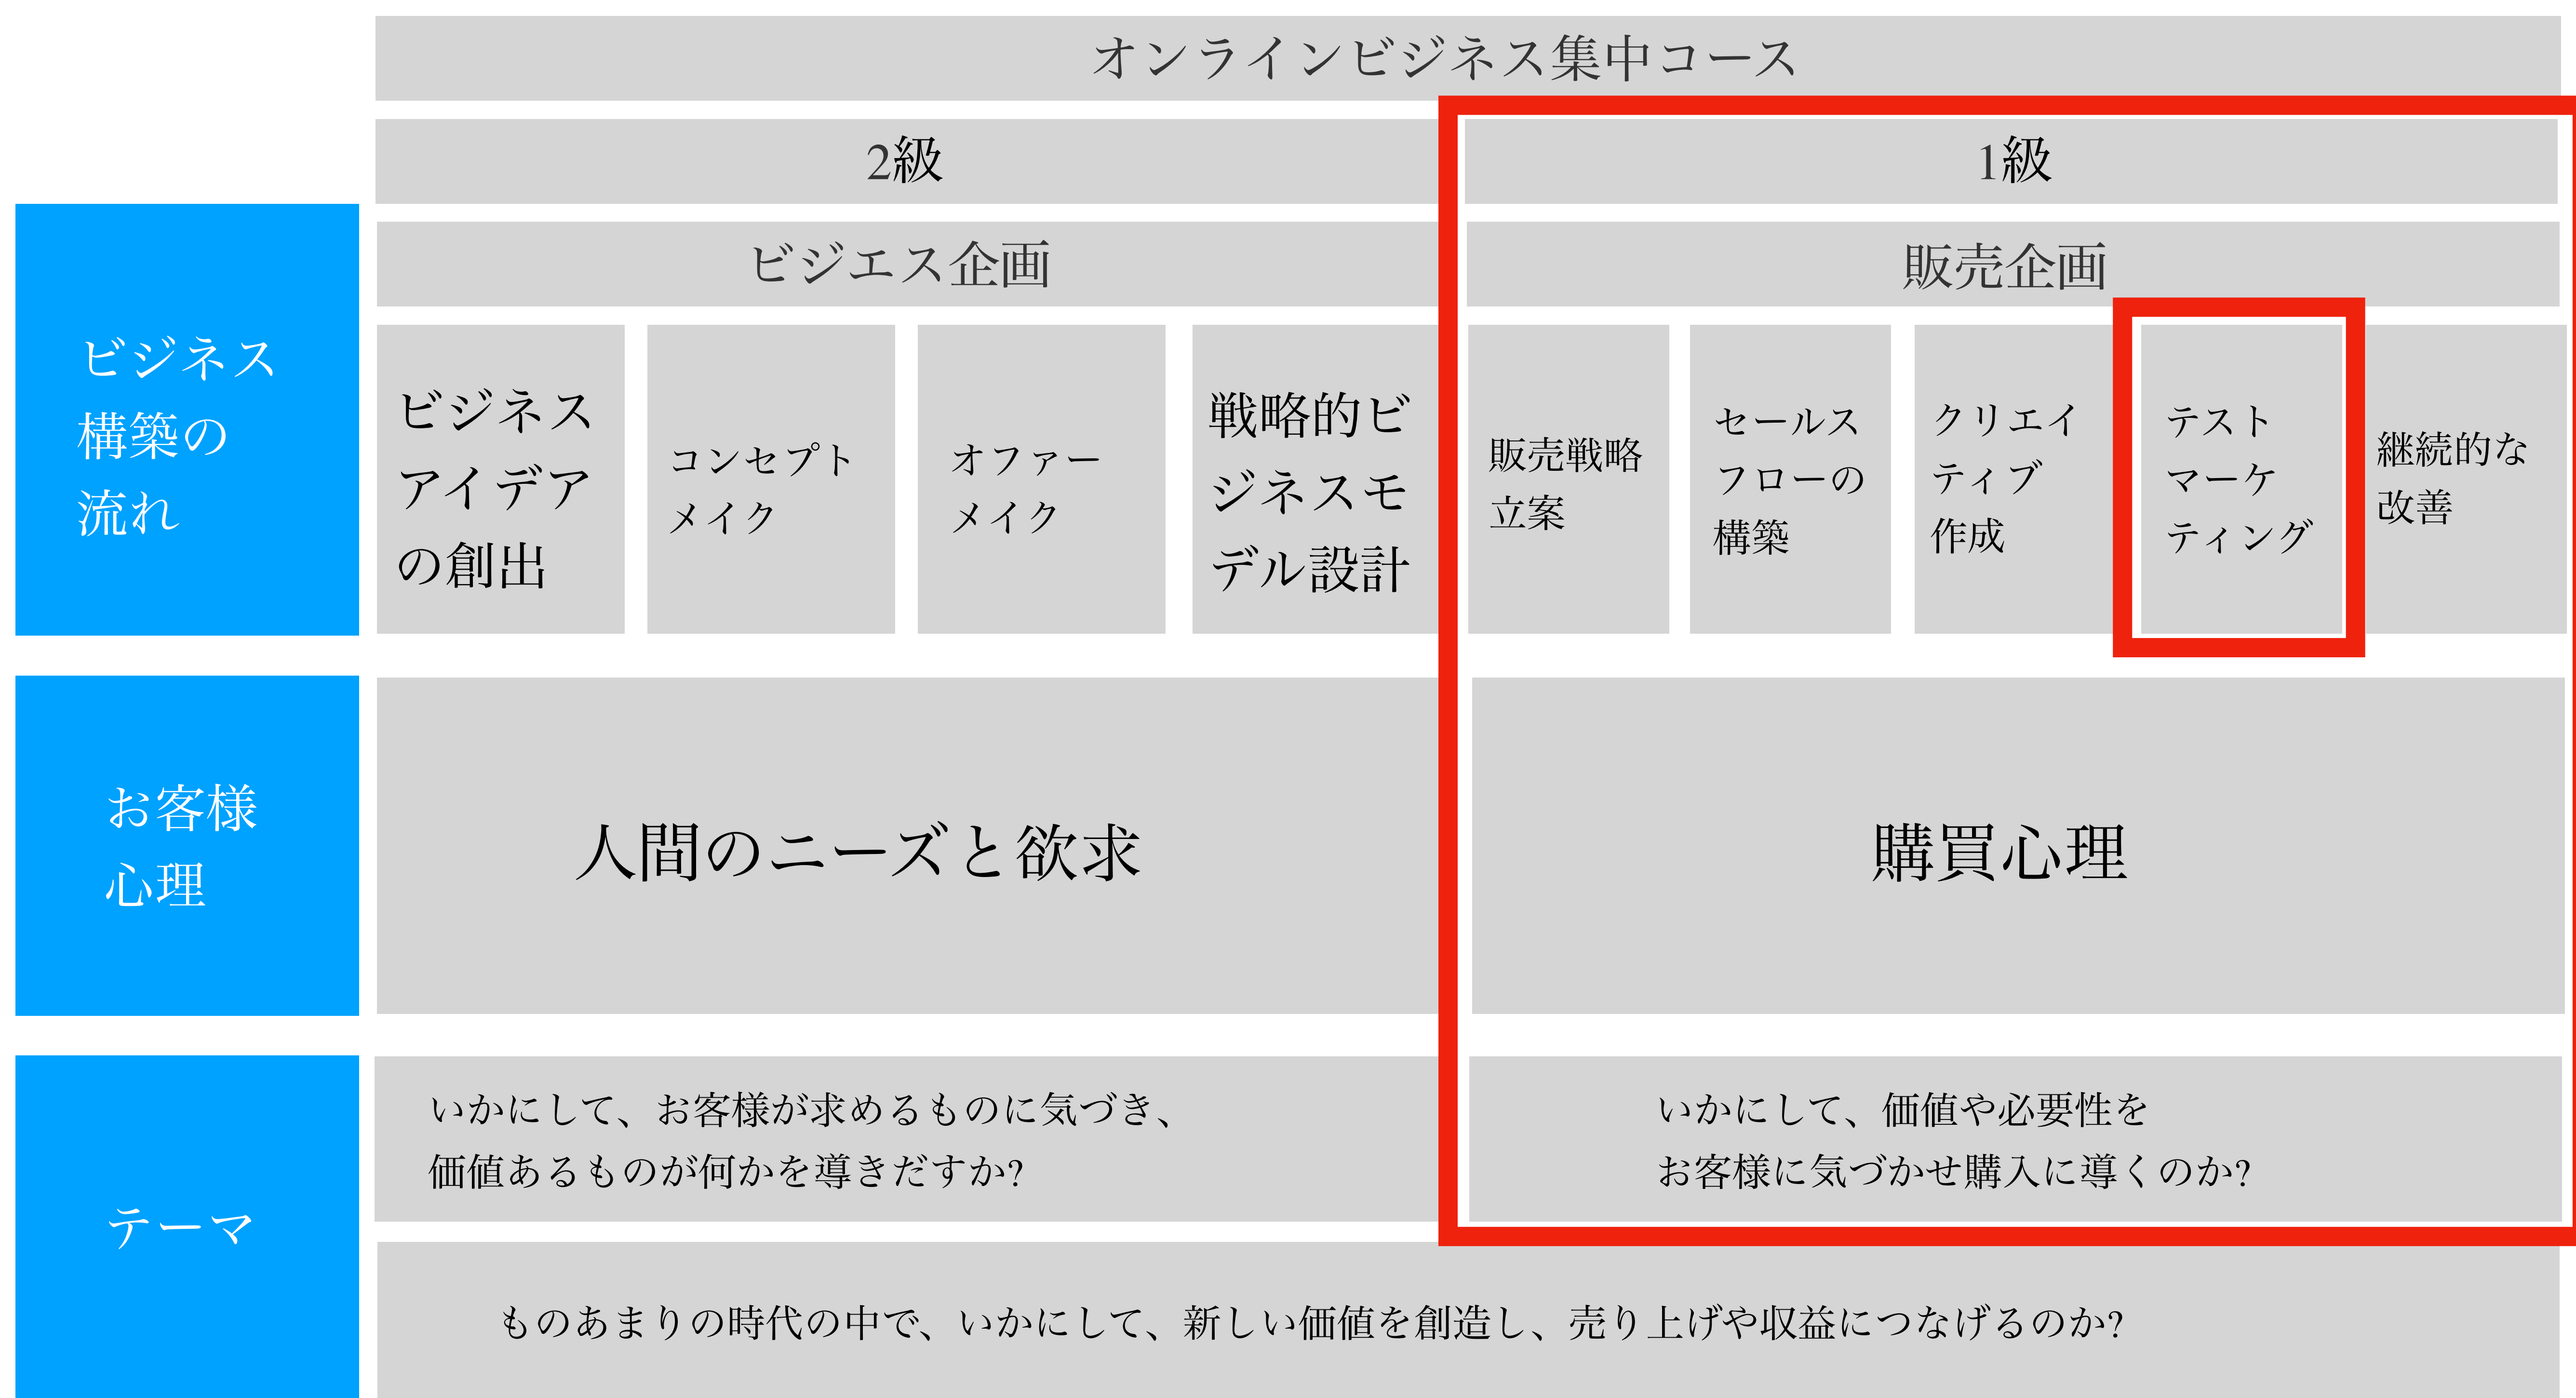 オンラインビジネス集中コース
2級
1級
ビジエス企画
販売企画
ビジネス
構築の
流れ
ビジネス
アイデア
の創出
コンセプト
メイク
オファー
メイク
戦略的ビ
ジネスモ
デル設計
販売戦略
立案
セールス
フローの
構築
クリエイ
ティブ
作成
テスト
マーケ
ティング
継続的な
改善
お客様
心理
人間のニーズと欲求
購買心理
テーマ
いかにして、お客様が求めるものに気づき、
価値あるものが何かを導きだすか?
いかにして、価値や必要性を
お客様に気づかせ購入に導くのか?
ものあまりの時代の中で、いかにして、新しい価値を創造し、売り上げや収益につなげるのか?